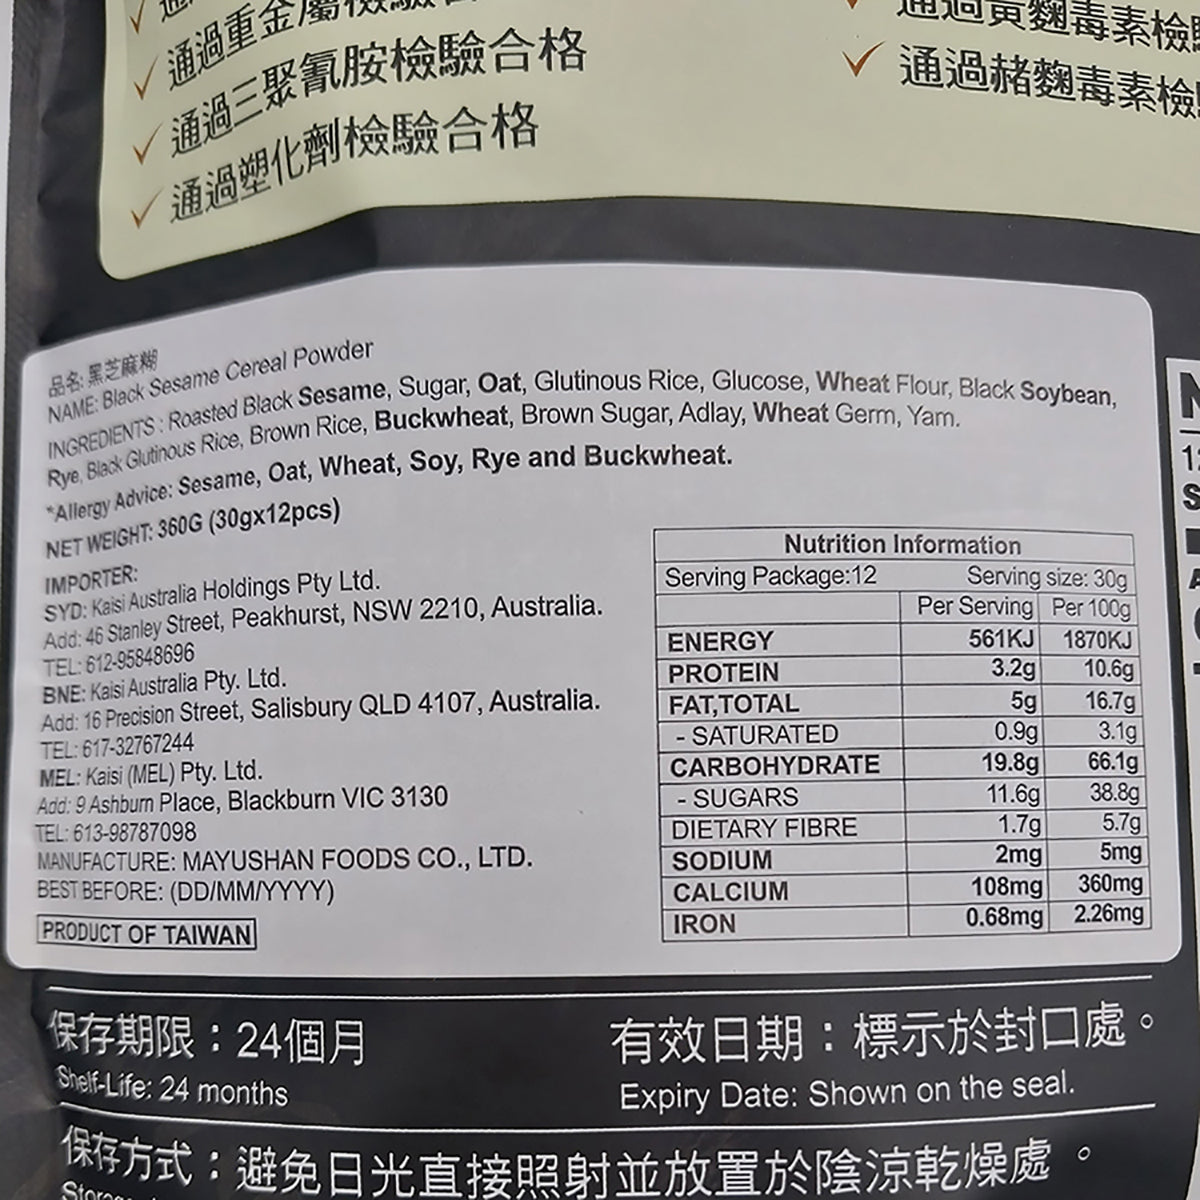 通過重金屬檢驗
通過三聚氰胺檢驗合格
通過塑化劑檢驗合格
通過黃麴毒素檢
通過赭麴毒素檢
品名: 黑芝麻糊
NAME: Black Sesame Cereal Powder
INGREDIENTS : Roasted Black Sesame, Sugar, Oat, Glutinous Rice, Glucose, Wheat Flour, Black Soybean,
Rye, Black Glutinous Rice, Brown Rice, Buckwheat, Brown Sugar, Adlay, Wheat Germ, Yam.
*Allergy Advice: Sesame, Oat, Wheat, Soy, Rye and Buckwheat.
NET WEIGHT: 360G (30gx12pcs)
IMPORTER:
SYD: Kaisi Australia Holdings Pty Ltd.
Add: 46 Stanley Street, Peakhurst, NSW 2210, Australia.
TEL: 612-95848696
BNE: Kaisi Australia Pty. Ltd.
Add: 16 Precision Street, Salisbury QLD 4107, Australia.
TEL: 617-32767244
MEL: Kaisi (MEL) Pty. Ltd.
Add: 9 Ashburn Place, Blackburn VIC 3130
TEL: 613-98787098
MANUFACTURE: MAYUSHAN FOODS CO., LTD.
BEST BEFORE: (DD/MM/YYYY)
PRODUCT OF TAIWAN
Nutrition Information
Serving Package:12 Serving size: 30g
Per Serving Per 100g
ENERGY 561KJ 1870KJ
PROTEIN 3.2g 10.6g
FAT,TOTAL 5g 16.7g
- SATURATED 0.9g 3.1g
CARBOHYDRATE 19.8g 66.1g
- SUGARS 11.6g 38.8g
DIETARY FIBRE 1.7g 5.7g
SODIUM 2mg 5mg
CALCIUM 108mg 360mg
IRON 0.68mg 2.26mg
保存期限：24個月
Shelf-Life: 24 months
有效日期：標示於封口處。
Expiry Date: Shown on the seal.
保存方式：避免日光直接照射並放置於陰涼乾燥處。